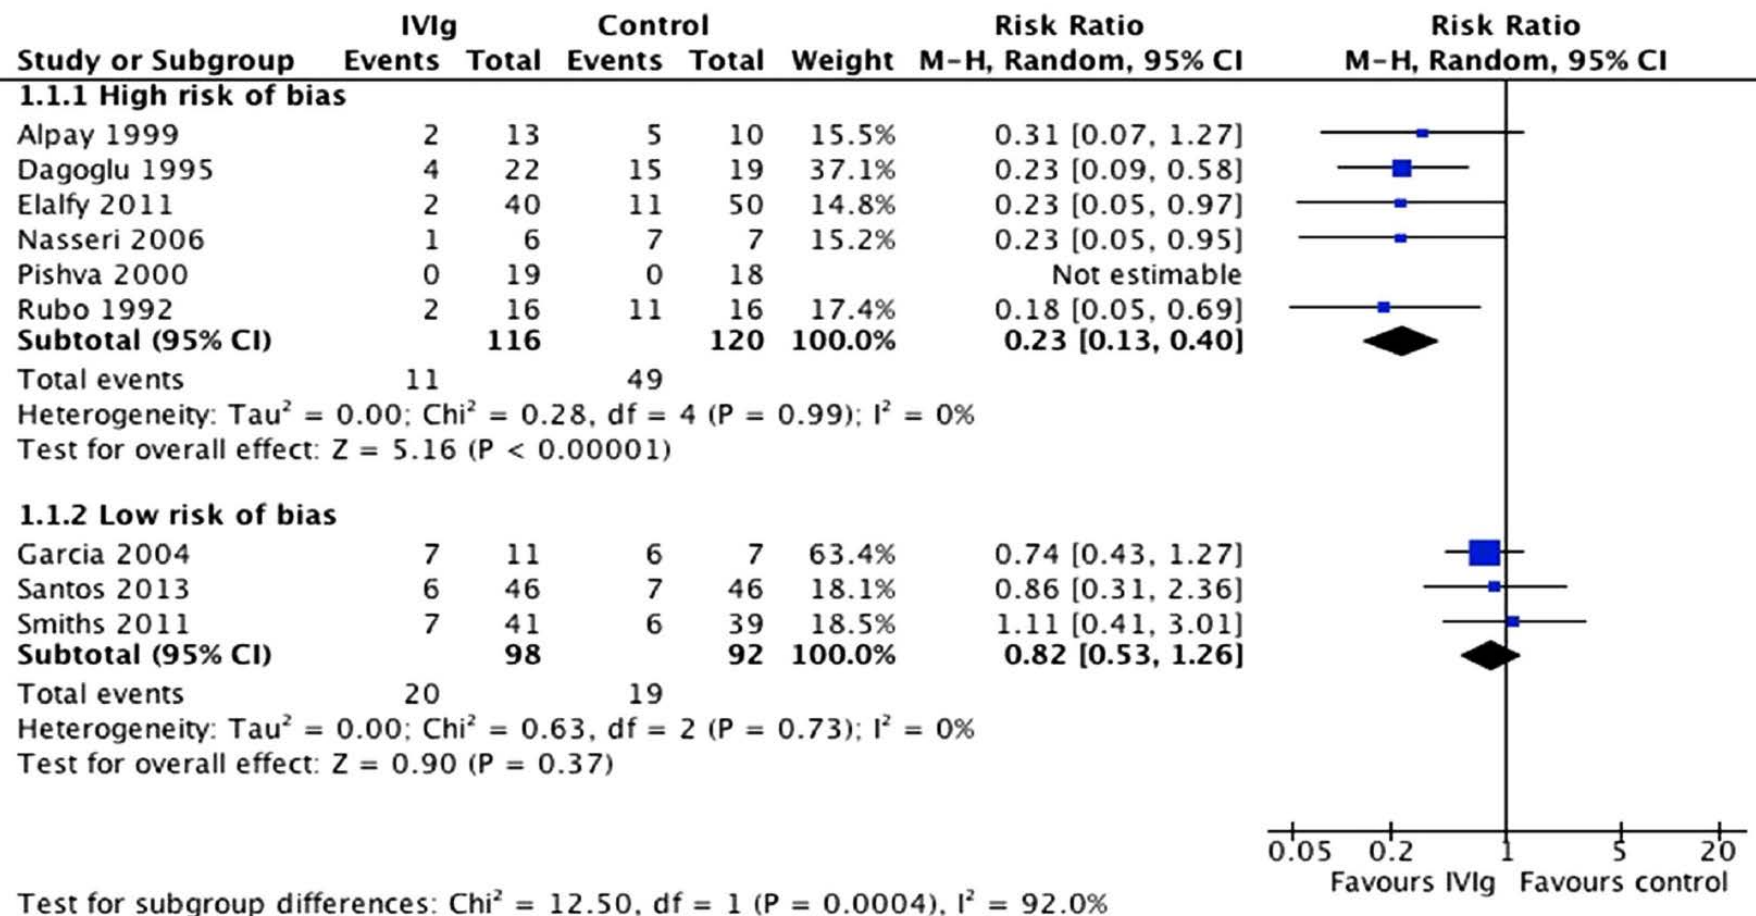 IVIg Control Risk Ratio Risk Ratio
Study or Subgroup Events Total Events Total Weight M-H, Random, 95% CI M-H, Random, 95% CI
1.1.1 High risk of bias
Alpay 1999 2 13 5 10 15.5% 0.31 [0.07, 1.27]
Dagoglu 1995 4 22 15 19 37.1% 0.23 [0.09, 0.58]
Elalfy 2011 2 40 11 50 14.8% 0.23 [0.05, 0.97]
Nasseri 2006 1 6 7 7 15.2% 0.23 [0.05, 0.95]
Pishva 2000 0 19 0 18 Not estimable
Rubo 1992 2 16 11 16 17.4% 0.18 [0.05, 0.69]
Subtotal (95% CI) 116 120 100.0% 0.23 [0.13, 0.40]
Total events 11 49
Heterogeneity: Tau² = 0.00; Chi² = 0.28, df = 4 (P = 0.99); I² = 0%
Test for overall effect: Z = 5.16 (P < 0.00001)
1.1.2 Low risk of bias
Garcia 2004 7 11 6 7 63.4% 0.74 [0.43, 1.27]
Santos 2013 6 46 7 46 18.1% 0.86 [0.31, 2.36]
Smiths 2011 7 41 6 39 18.5% 1.11 [0.41, 3.01]
Subtotal (95% CI) 98 92 100.0% 0.82 [0.53, 1.26]
Total events 20 19
Heterogeneity: Tau² = 0.00; Chi² = 0.63, df = 2 (P = 0.73); I² = 0%
Test for overall effect: Z = 0.90 (P = 0.37)
0.05 0.2 1 5 20
Favours IVIg Favours control
Test for subgroup differences: Chi² = 12.50, df = 1 (P = 0.0004), I² = 92.0%